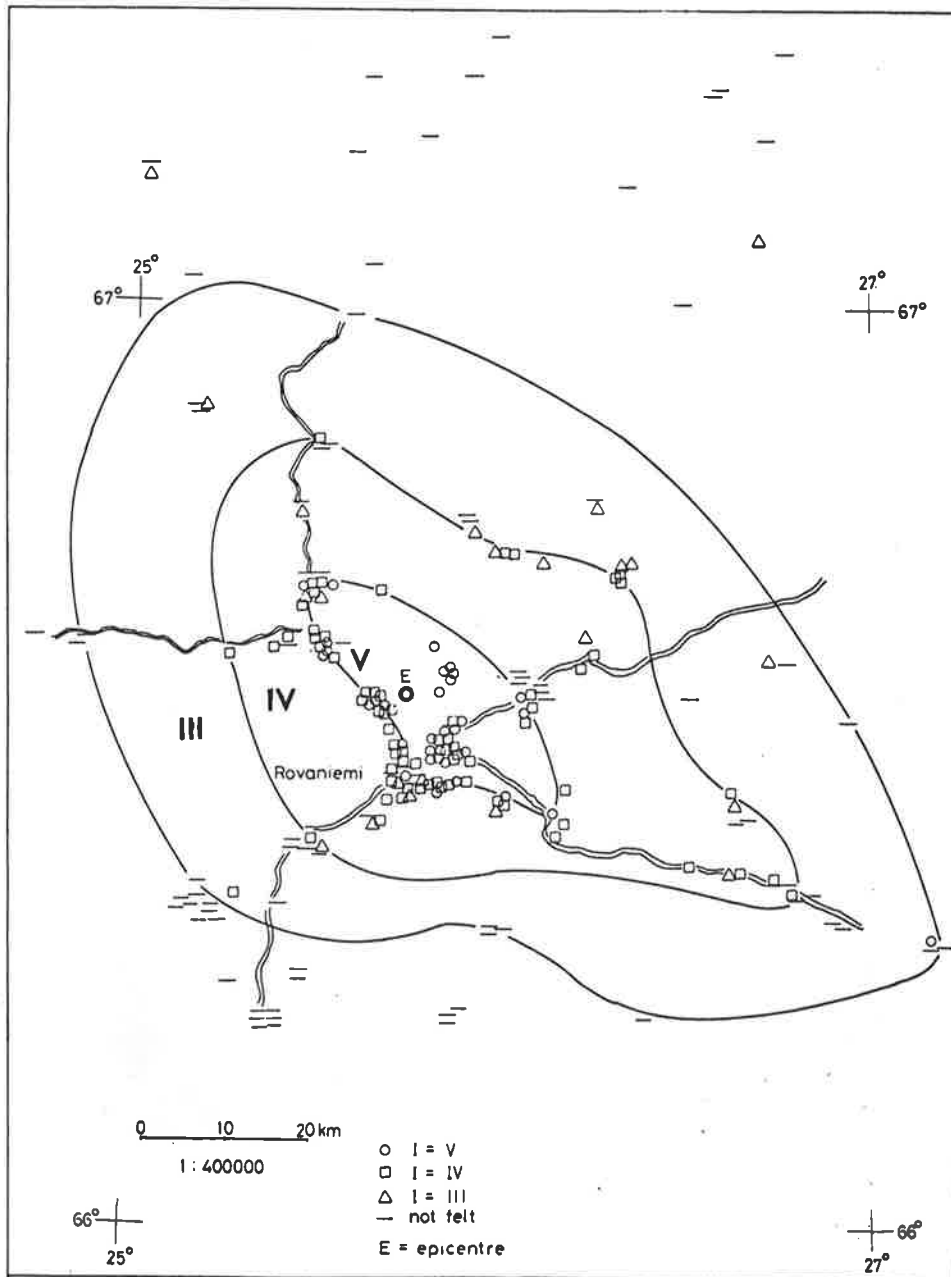 25°
67°
27°
67°
V
E
IV
III
Rovaniemi
0 10 20 km
1 : 400000
I = V
I = IV
I = III
not felt
E = epicentre
66°
25°
66°
27°